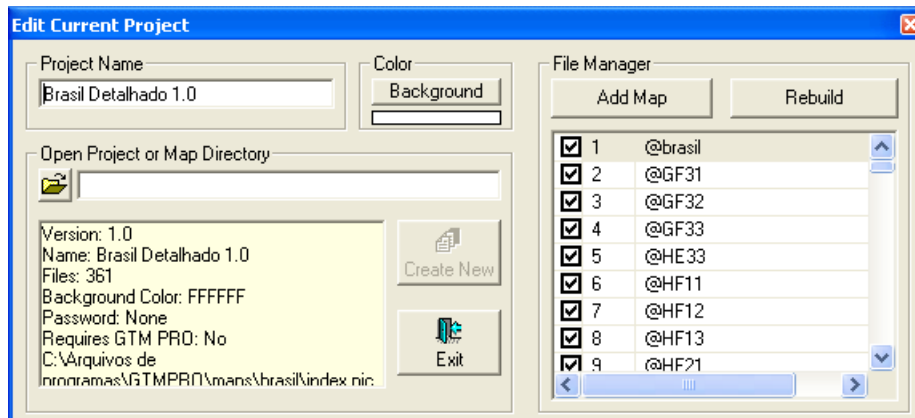 Edit Current Project
Project Name
Brasil Detalhado 1.0
Color
Background
Open Project or Map Directory
Version: 1.0
Name: Brasil Detalhado 1.0
Files: 361
Background Color: FFFFFF
Password: None
Requires GTM PRO: No
C:\Arquivos de
programas\GTMPRO\maps\brasil\index.pic
Create New
Exit
File Manager
Add Map
Rebuild
1 @brasil
2 @GF31
3 @GF32
4 @GF33
5 @HE33
6 @HF11
7 @HF12
8 @HF13
9 @HF21